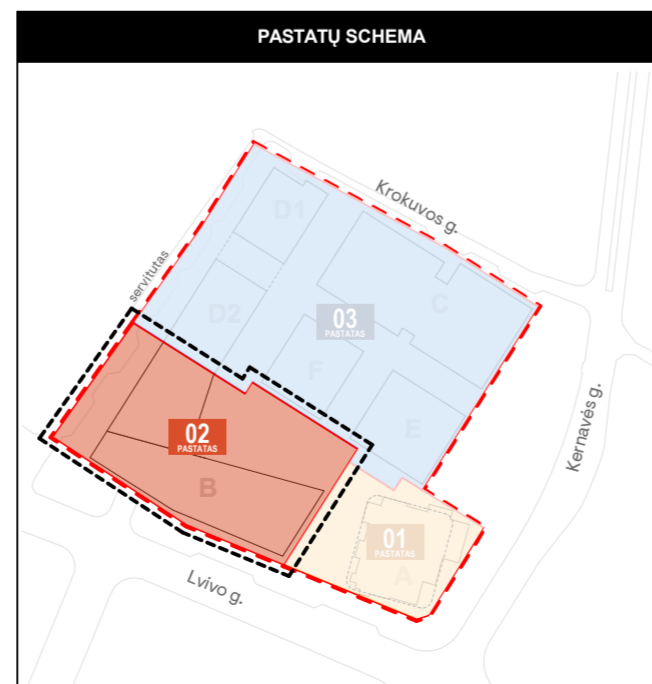 PASTATŲ SCHEMA
Krokuvos g.
D1
servitutas
C
D2
03
PASTATAS
F
E
Kernavės g.
02
PASTATAS
B
01
PASTATAS
A
Lvivo g.